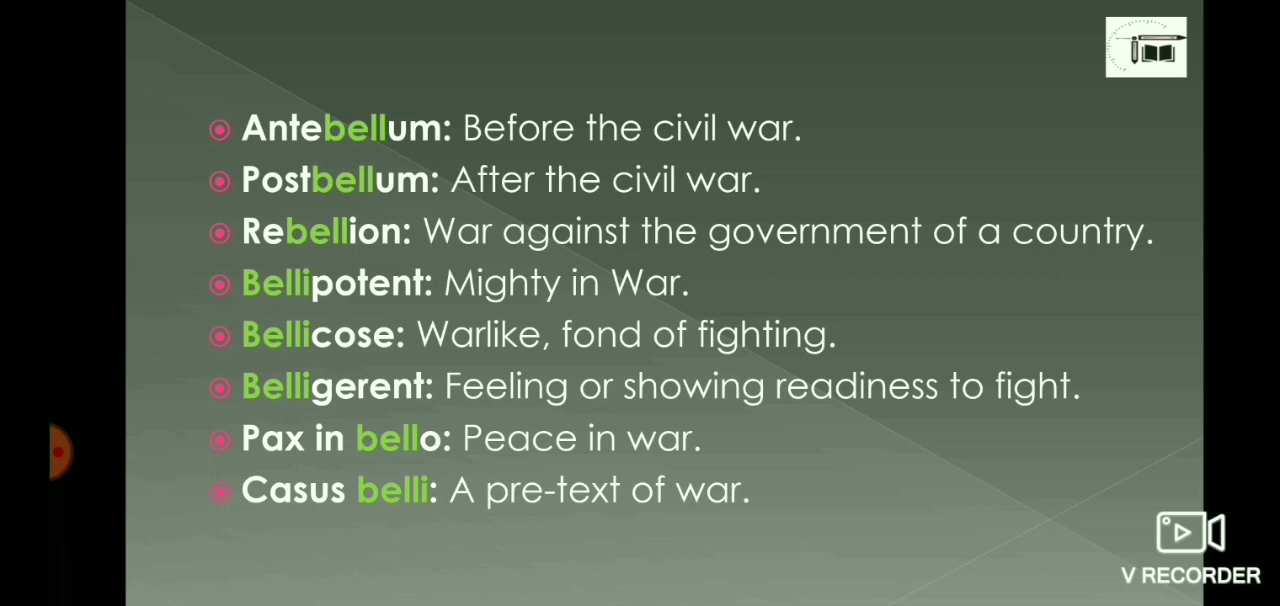 Antebellum: Before the civil war.
Postbellum: After the civil war.
Rebellion: War against the government of a country.
Bellipotent: Mighty in War.
Bellicose: Warlike, fond of fighting.
Belligerent: Feeling or showing readiness to fight.
Pax in bello: Peace in war.
Casus belli: A pre-text of war.
V RECORDER